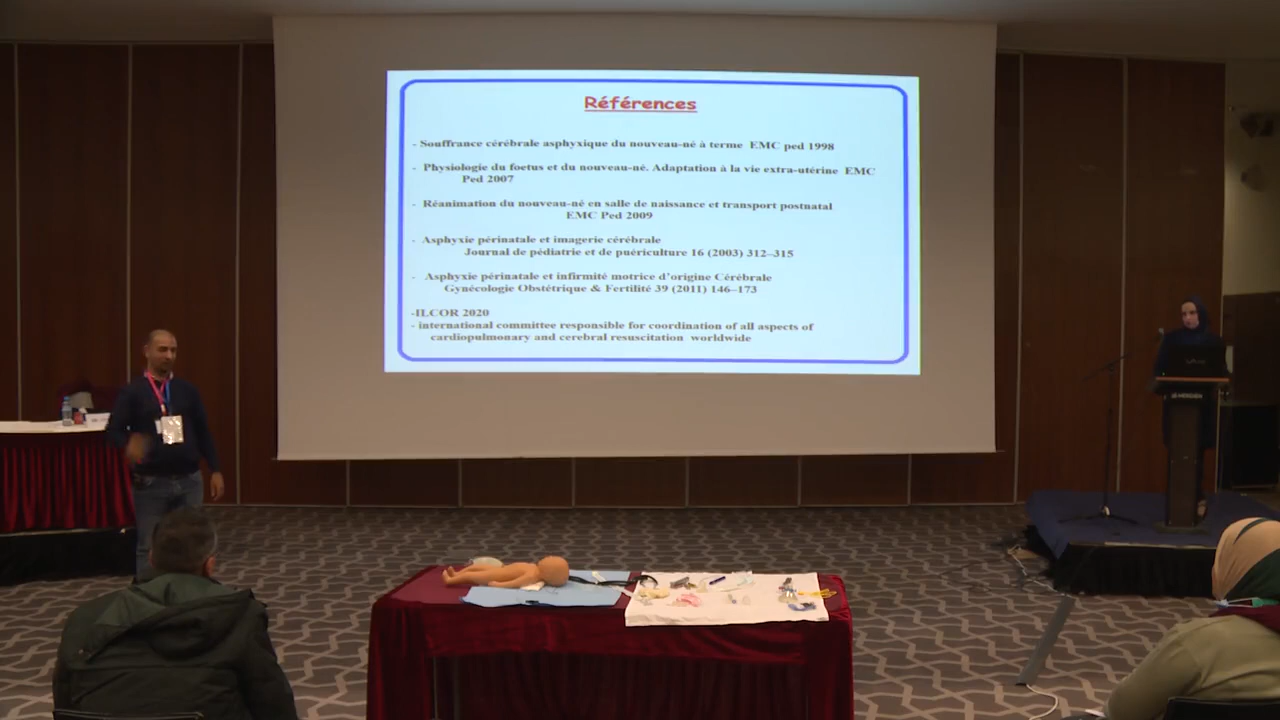 Références
- Souffrance cérébrale asphyxique du nouveau-né à terme EMC ped 1998
- Physiologie du foetus et du nouveau-né. Adaptation à la vie extra-utérine EMC
Ped 2007
- Réanimation du nouveau-né en salle de naissance et transport postnatal
EMC Ped 2009
- Asphyxie périnatale et imagerie cérébrale
Journal de pédiatrie et de puériculture 16 (2003) 312–315
- Asphyxie périnatale et infirmité motrice d'origine Cérébrale
Gynécologie Obstétrique & Fertilité 39 (2011) 146–173
-ILCOR 2020
- international committee responsible for coordination of all aspects of
cardiopulmonary and cerebral resuscitation worldwide
LE MERIDIEN